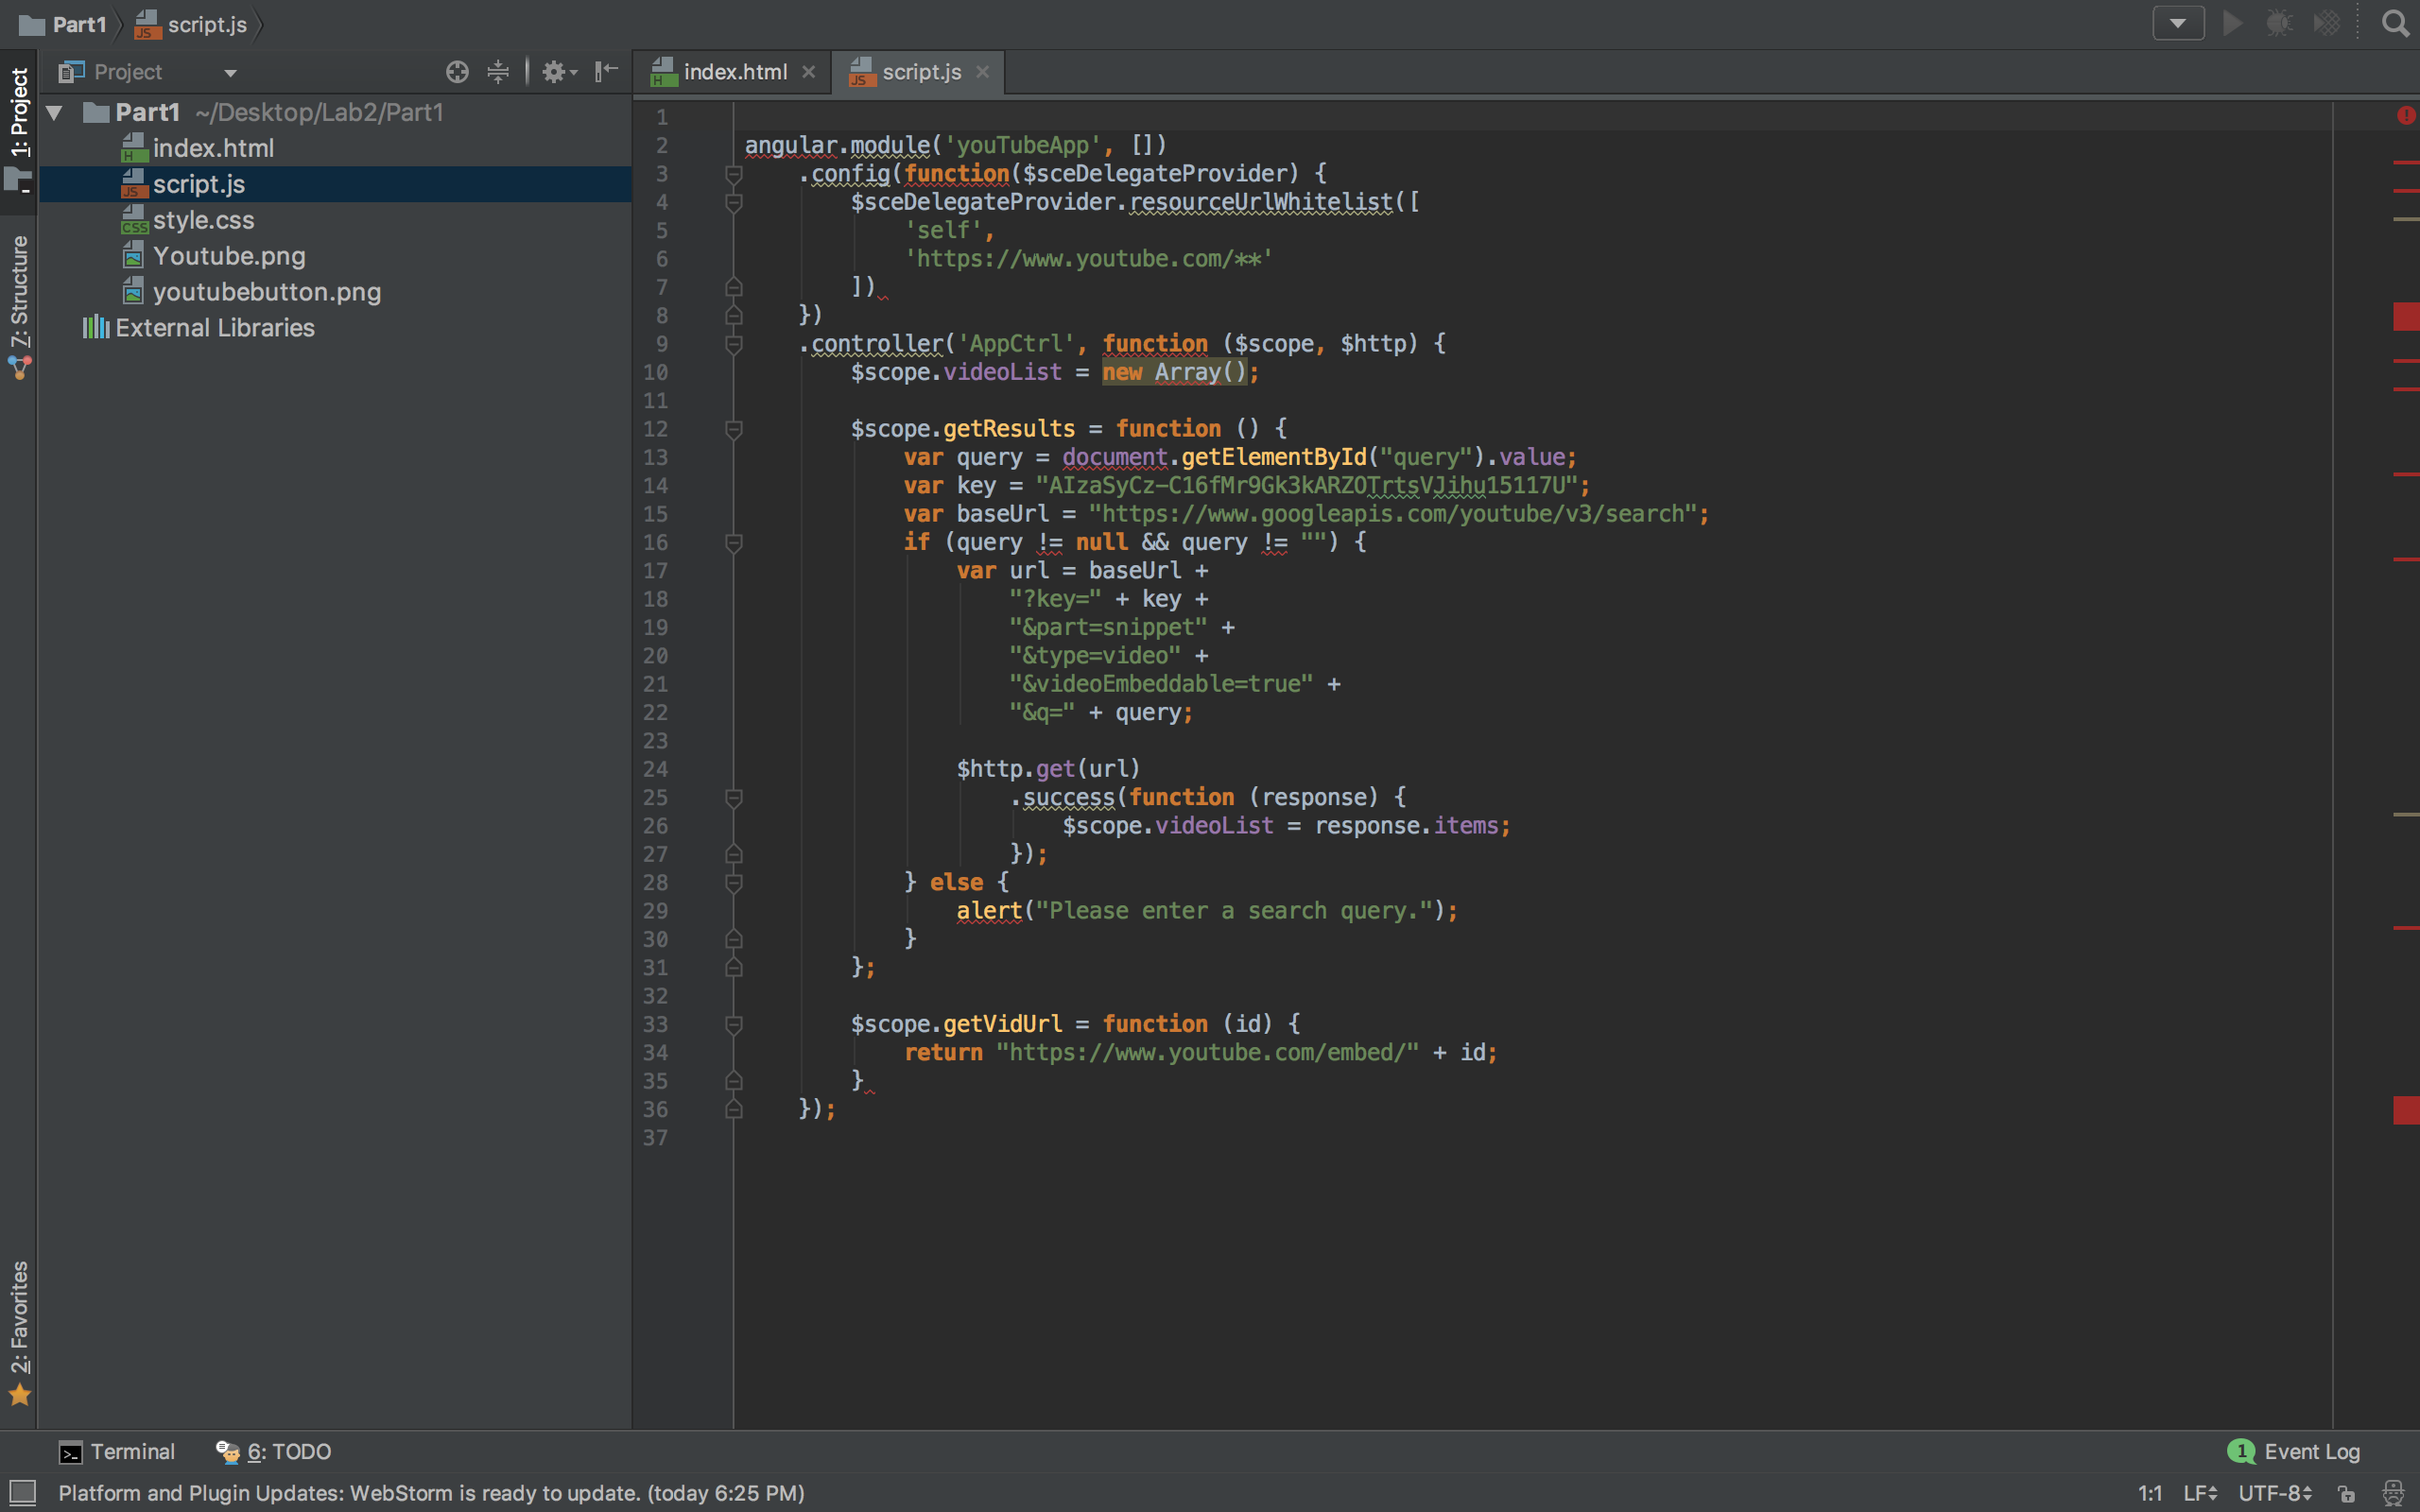 Part1
script.js
1: Project
7: Structure
2: Favorites
Project
Part1 ~/Desktop/Lab2/Part1
index.html
script.js
style.css
Youtube.png
youtubebutton.png
External Libraries
index.html
script.js
1
2 angular.module('youTubeApp', [])
3 .config(function($sceDelegateProvider) {
4 $sceDelegateProvider.resourceUrlWhitelist([
5 'self',
6 'https://www.youtube.com/**'
7 ])
8 })
9 .controller('AppCtrl', function ($scope, $http) {
10 $scope.videoList = new Array();
11
12 $scope.getResults = function () {
13 var query = document.getElementById("query").value;
14 var key = "AIzaSyCz-C16fMr9Gk3kARZOTrtsVJihu15117U";
15 var baseUrl = "https://www.googleapis.com/youtube/v3/search";
16 if (query != null && query != "") {
17 var url = baseUrl +
18 "?key=" + key +
19 "&part=snippet" +
20 "&type=video" +
21 "&videoEmbeddable=true" +
22 "&q=" + query;
23
24 $http.get(url)
25 .success(function (response) {
26 $scope.videoList = response.items;
27 });
28 } else {
29 alert("Please enter a search query.");
30 }
31 };
32
33 $scope.getVidUrl = function (id) {
34 return "https://www.youtube.com/embed/" + id;
35 }
36 });
37
Terminal
6: TODO
1 Event Log
Platform and Plugin Updates: WebStorm is ready to update. (today 6:25 PM)
1:1 LF UTF-8